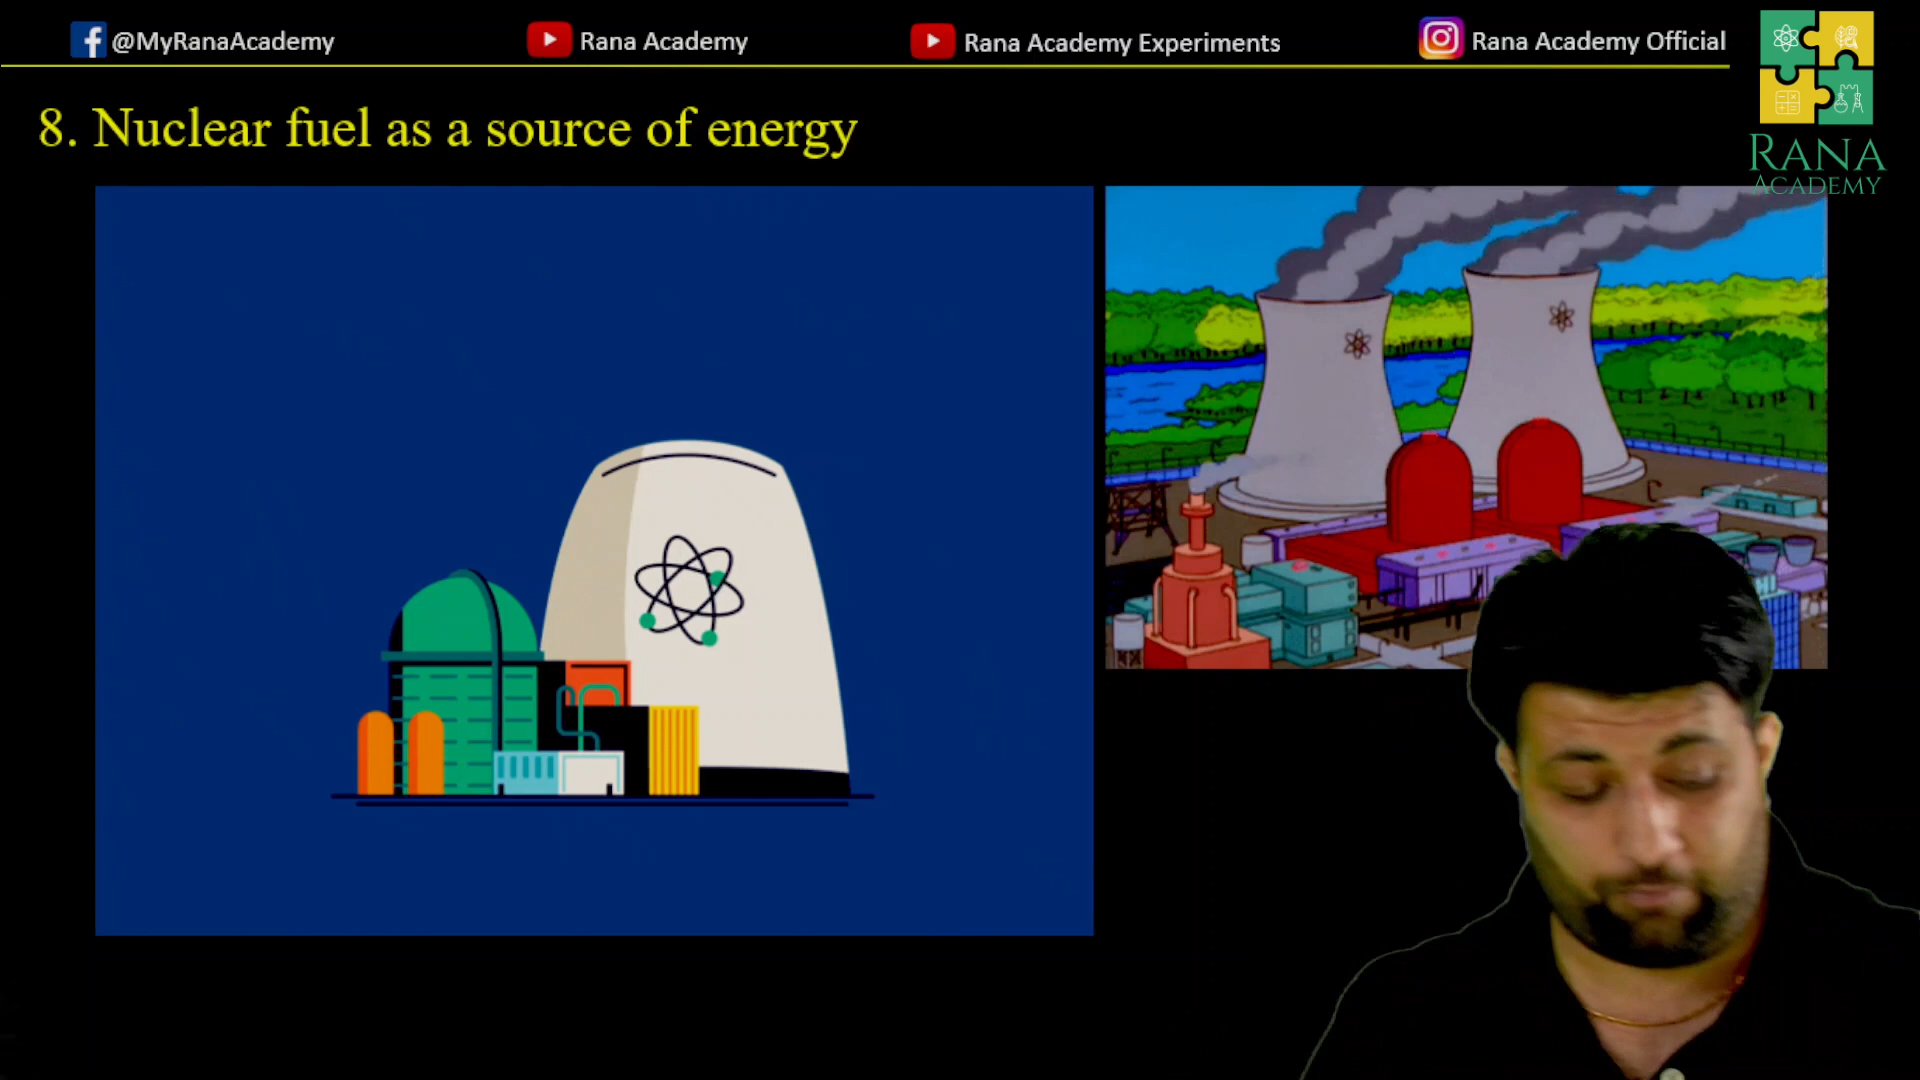 @MyRanaAcademy
Rana Academy
Rana Academy Experiments
Rana Academy Official
RANA
ACADEMY
8. Nuclear fuel as a source of energy